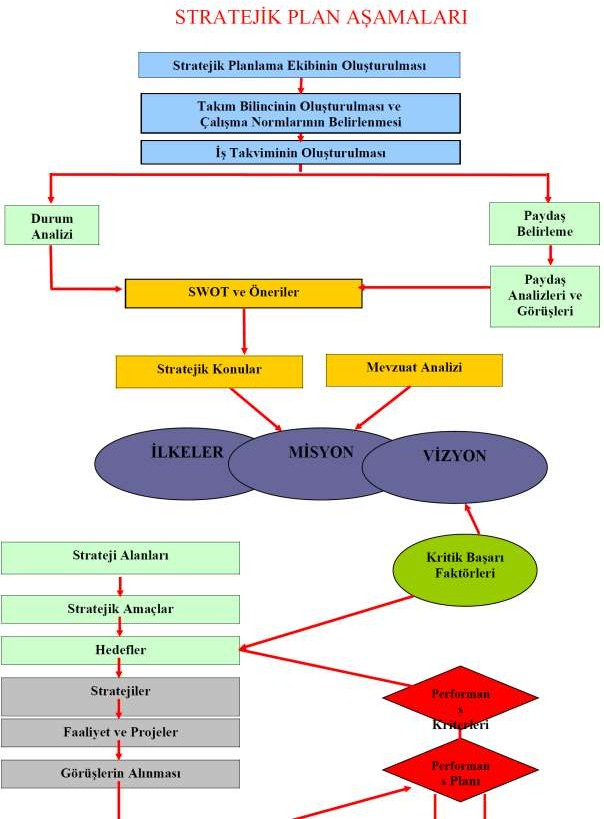 STRATEJİK PLAN AŞAMALARI
Stratejik Planlama Ekibinin Oluşturulması
Takım Bilincinin Oluşturulması ve
Çalışma Normlarının Belirlenmesi
İş Takviminin Oluşturulması
Durum
Analizi
Paydaş
Belirleme
Paydaş
Analizleri ve
Görüşleri
SWOT ve Öneriler
Stratejik Konular
Mevzuat Analizi
İLKELER
MİSYON
VİZYON
Kritik Başarı
Faktörleri
Strateji Alanları
Stratejik Amaçlar
Hedefler
Stratejiler
Faaliyet ve Projeler
Görüşlerin Alınması
Performan
s
Kriterleri
Performan
s Planı